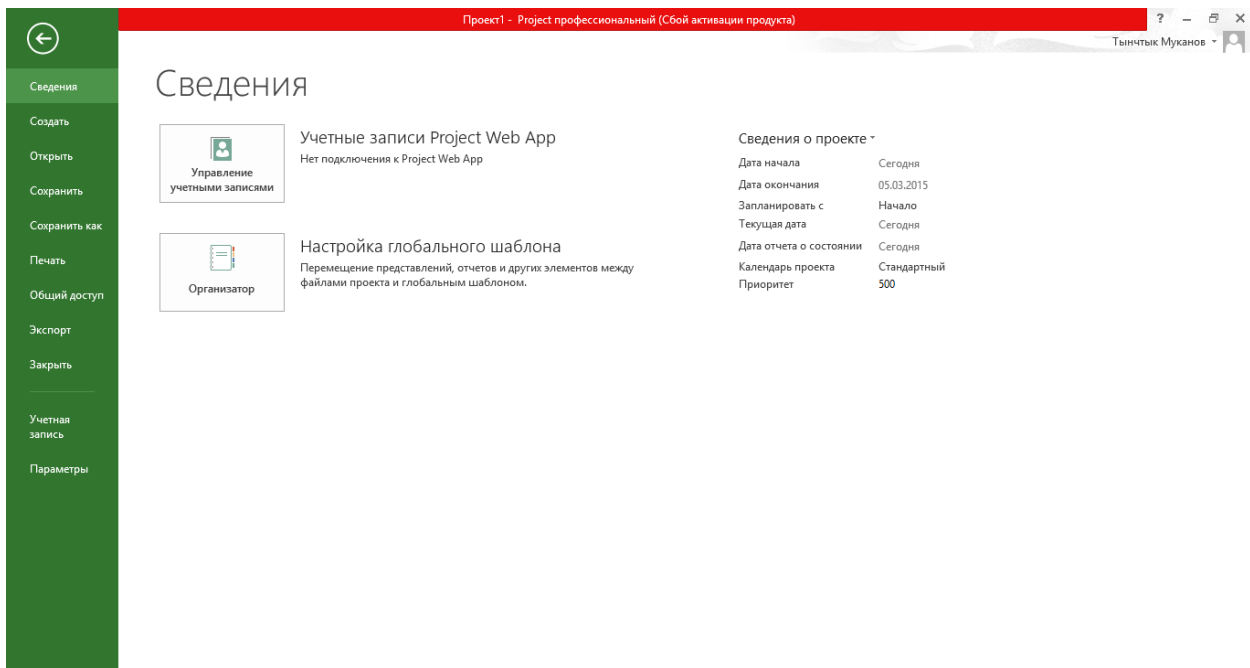 Проект1 - Project профессиональный (Сбой активации продукта)
?
Тынчтык Муканов
Сведения
Создать
Открыть
Сохранить
Сохранить как
Печать
Общий доступ
Экспорт
Закрыть
Учетная
запись
Параметры
Сведения
Управление
учетными записями
Учетные записи Project Web App
Нет подключения к Project Web App
Организатор
Настройка глобального шаблона
Перемещение представлений, отчетов и других элементов между
файлами проекта и глобальным шаблоном.
Сведения о проекте
Дата начала Сегодня
Дата окончания 05.03.2015
Запланировать с Начало
Текущая дата Сегодня
Дата отчета о состоянии Сегодня
Календарь проекта Стандартный
Приоритет 500